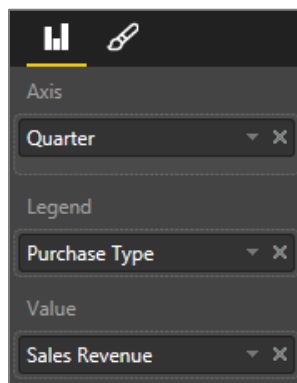 Axis
Quarter
Legend
Purchase Type
Value
Sales Revenue